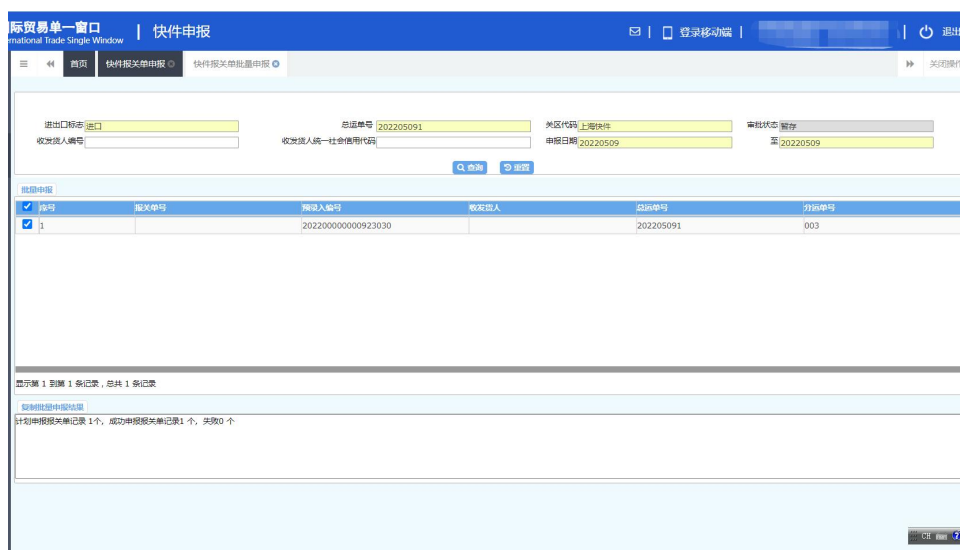 际贸易单一窗口 | 快件申报
ernational Trade Single Window
登录移动端
退出
首页 快件报关单申报 快件报关单批量申报 关闭操作
进出口标志 进口 总运单号 202205091 关区代码 上海快件 审批状态 暂存
收发货人编号 收发货人统一社会信用代码 申报日期 20220509 至 20220509
查询 重置
批量申报
序号 报关单号 预录入编号 收发货人 总运单号 分运单号
1 202200000000923030 202205091 003
显示第 1 到第 1 条记录，总共 1 条记录
复制批量申报结果
计划申报报关单记录 1个，成功申报报关单记录1 个，失败0 个
CH